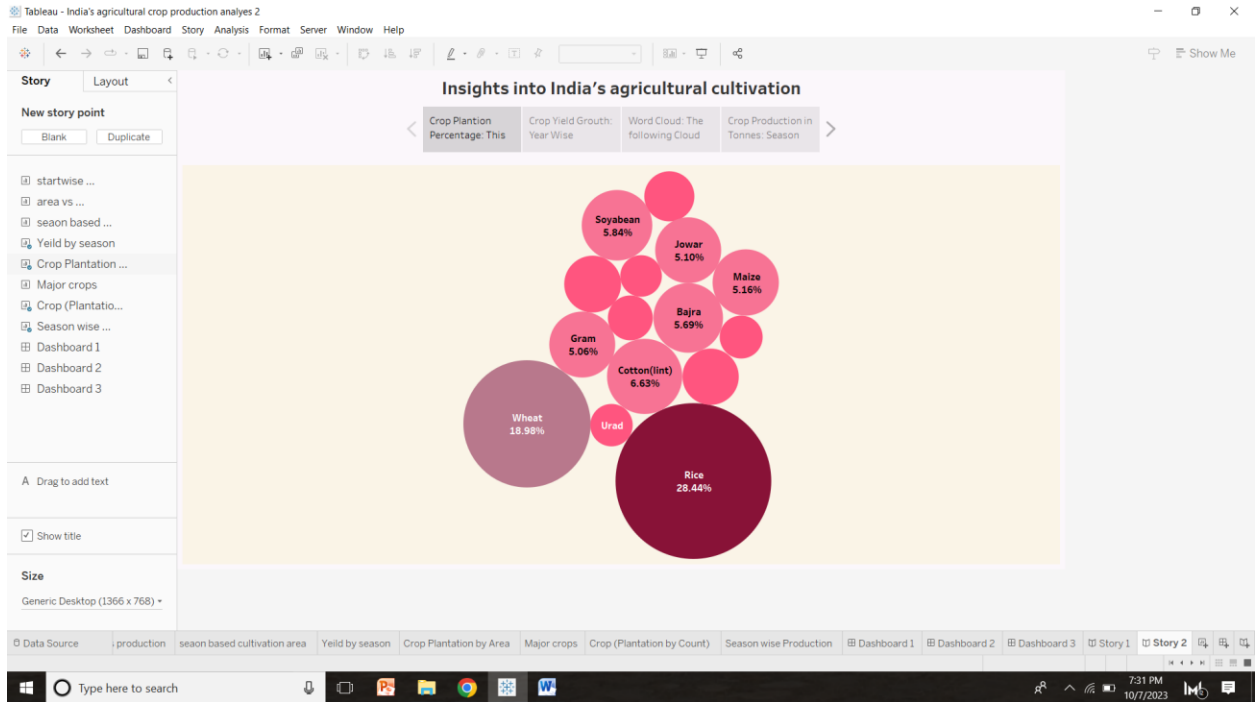 Tableau - India's agricultural crop production analyes 2
File Data Worksheet Dashboard Story Analysis Format Server Window Help
Show Me
Story Layout
New story point
Blank Duplicate
startwise ...
area vs ...
seaon based ...
Yeild by season
Crop Plantation ...
Major crops
Crop (Plantatio...
Season wise ...
Dashboard 1
Dashboard 2
Dashboard 3
A Drag to add text
Show title
Size
Generic Desktop (1366 x 768)
Insights into India's agricultural cultivation
Crop Plantion
Percentage: This
Crop Yield Grouth:
Year Wise
Word Cloud: The
following Cloud
Crop Production in
Tonnes: Season
Soyabean
5.84%
Jowar
5.10%
Maize
5.16%
Bajra
5.69%
Gram
5.06%
Cotton(lint)
6.63%
Wheat
18.98%
Urad
Rice
28.44%
Data Source production seaon based cultivation area Yeild by season Crop Plantation by Area Major crops Crop (Plantation by Count) Season wise Production Dashboard 1 Dashboard 2 Dashboard 3 Story 1 Story 2
Type here to search
7:31 PM
10/7/2023